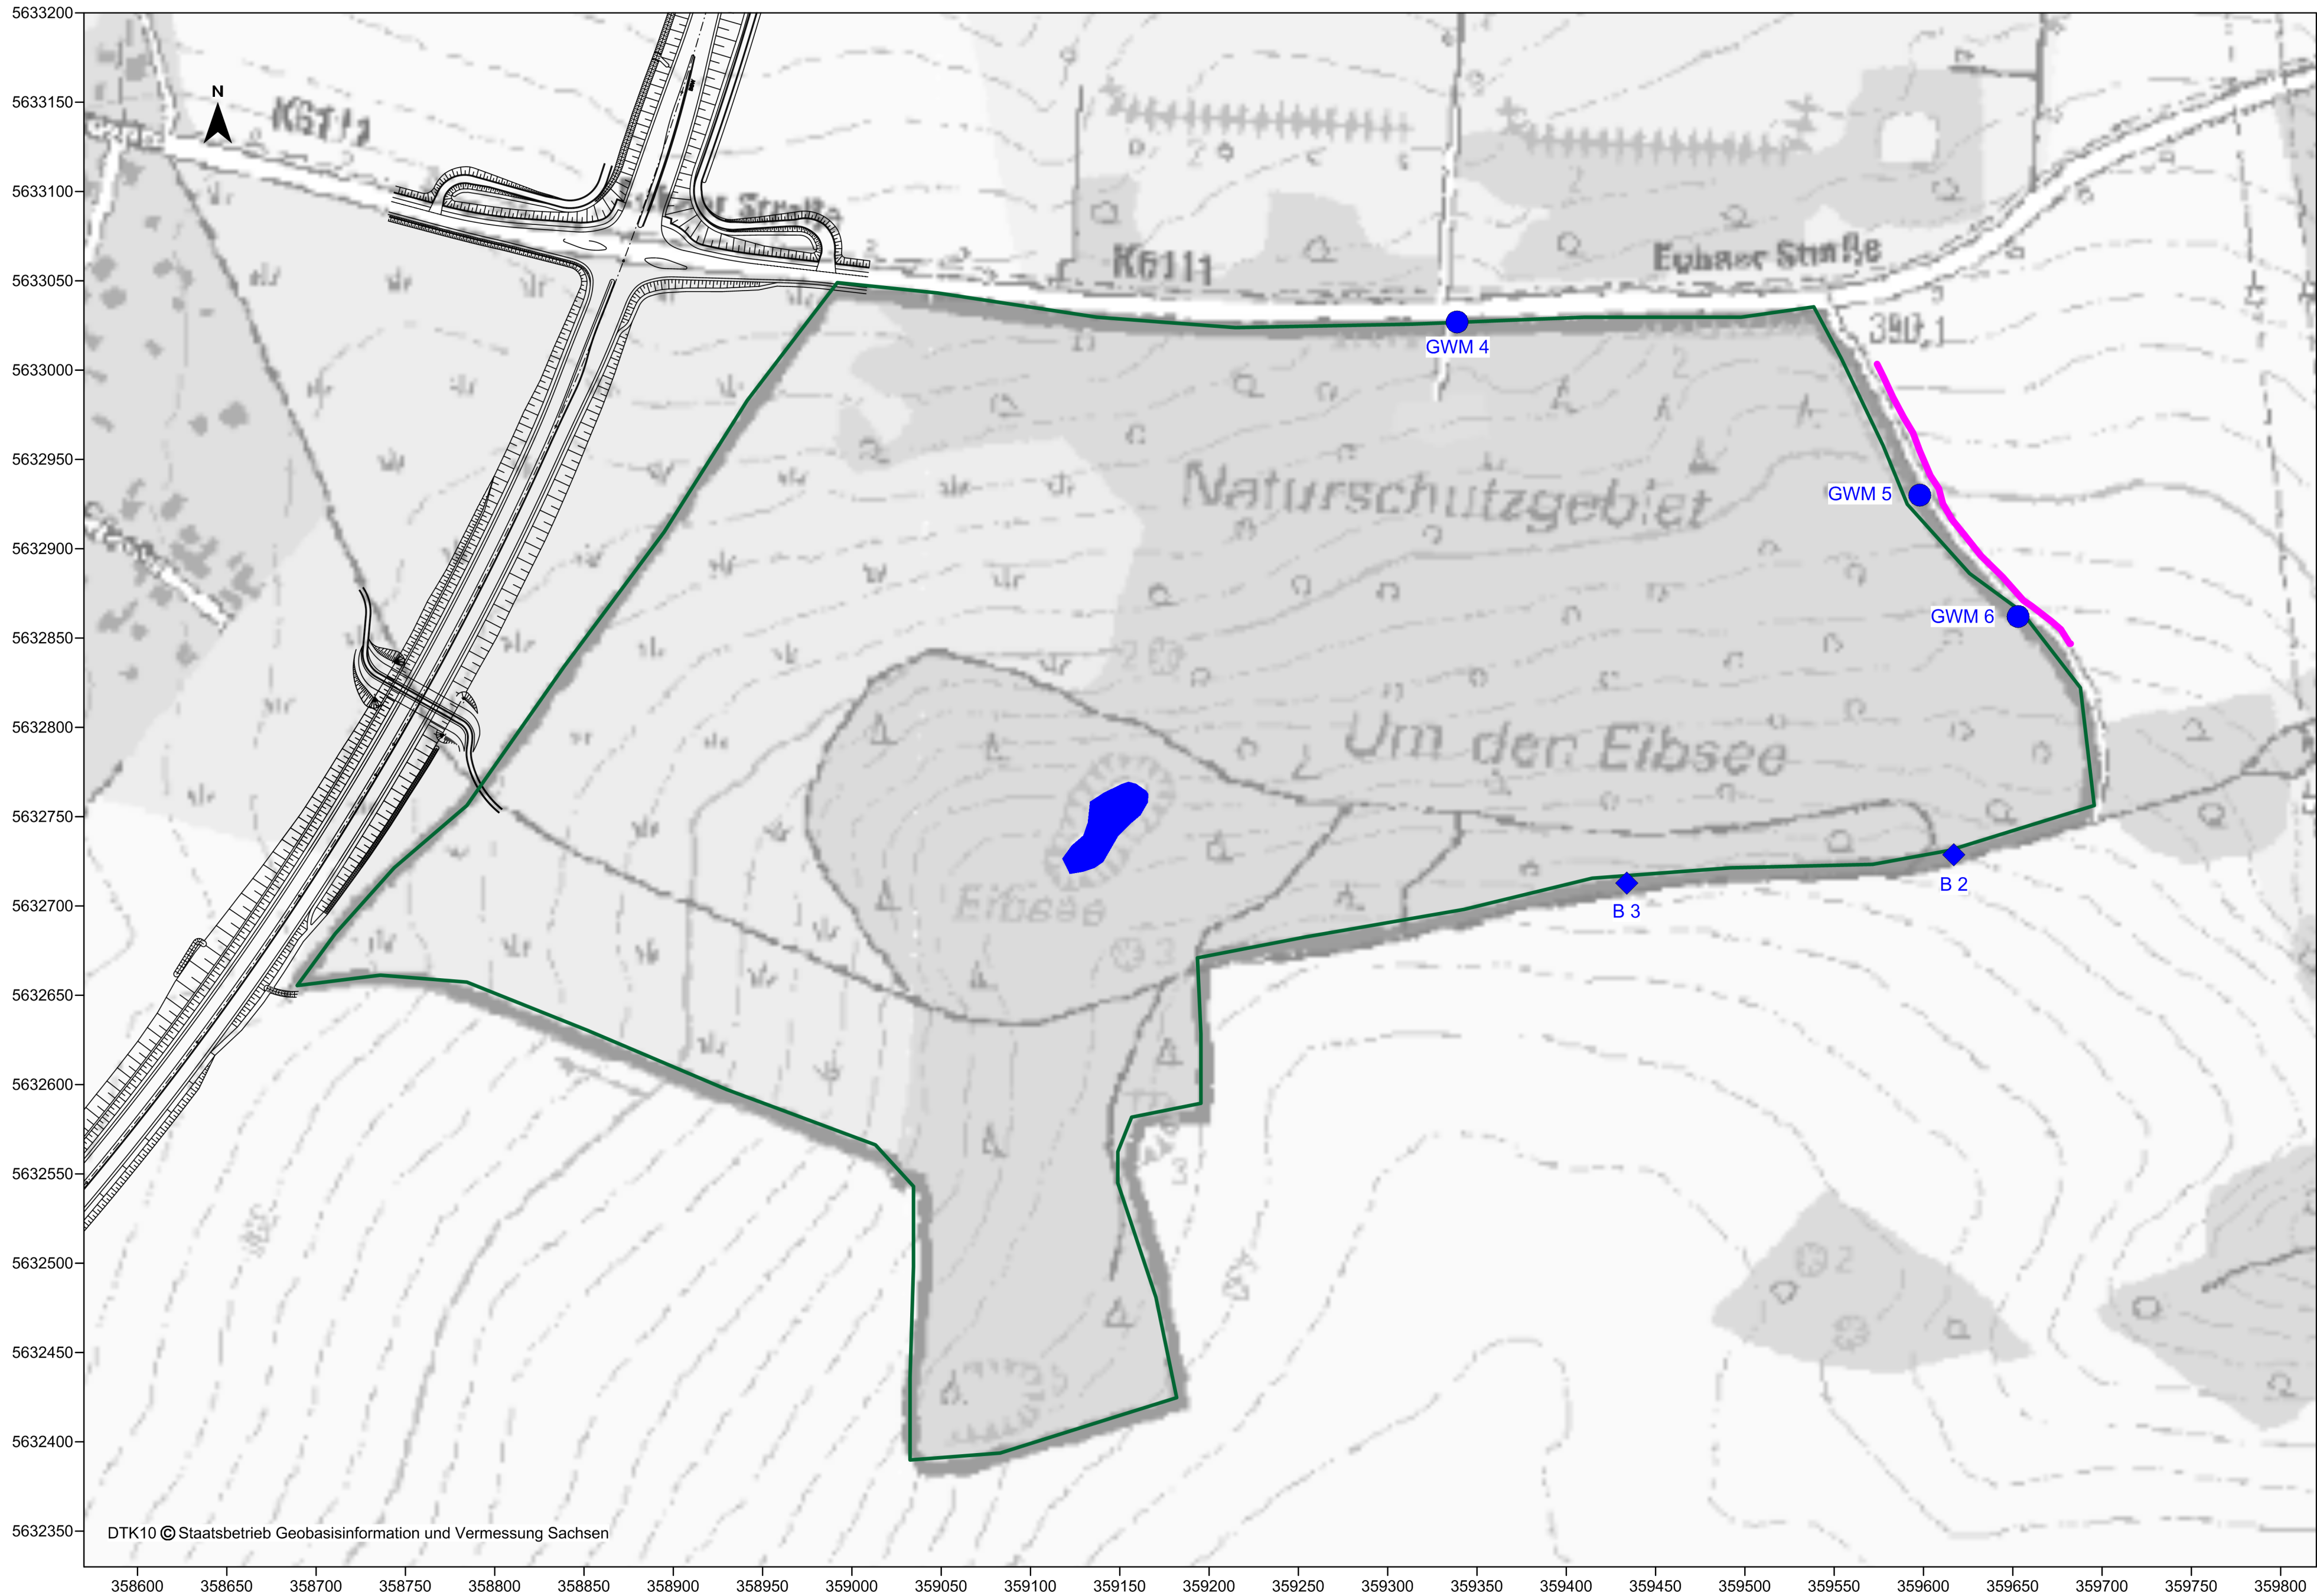 5633200
5633150
5633100
5633050
5633000
5632950
5632900
5632850
5632800
5632750
5632700
5632650
5632600
5632550
5632500
5632450
5632400
5632350
N
K6111
GWM 4
390,1
Naturschutzgebiet
GWM 5
GWM 6
Um den Eibsee
Eibsee
B 2
B 3
DTK10 © Staatsbetrieb Geobasisinformation und Vermessung Sachsen
358600 358650 358700 358750 358800 358850 358900 358950 359000 359050 359100 359150 359200 359250 359300 359350 359400 359450 359500 359550 359600 359650 359700 359750 359800